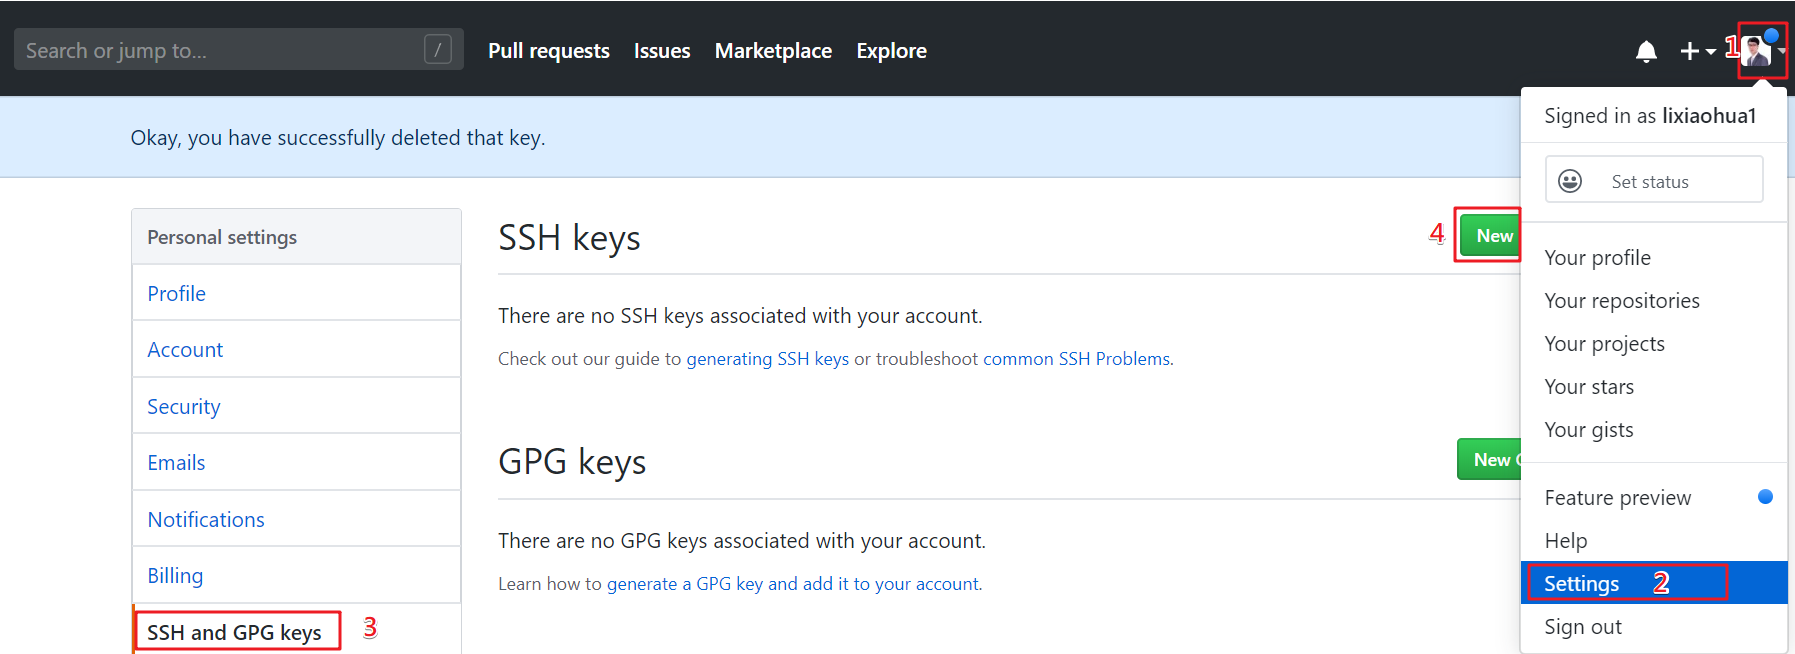 Search or jump to... /
Pull requests Issues Marketplace Explore
1
Okay, you have successfully deleted that key.
Signed in as lixiaohua1
Set status
Your profile
Your repositories
Your projects
Your stars
Your gists
Feature preview
Help
Settings 2
Sign out
Personal settings
Profile
Account
Security
Emails
Notifications
Billing
SSH and GPG keys 3
SSH keys
4 New
There are no SSH keys associated with your account.
Check out our guide to generating SSH keys or troubleshoot common SSH Problems.
GPG keys
New
There are no GPG keys associated with your account.
Learn how to generate a GPG key and add it to your account.